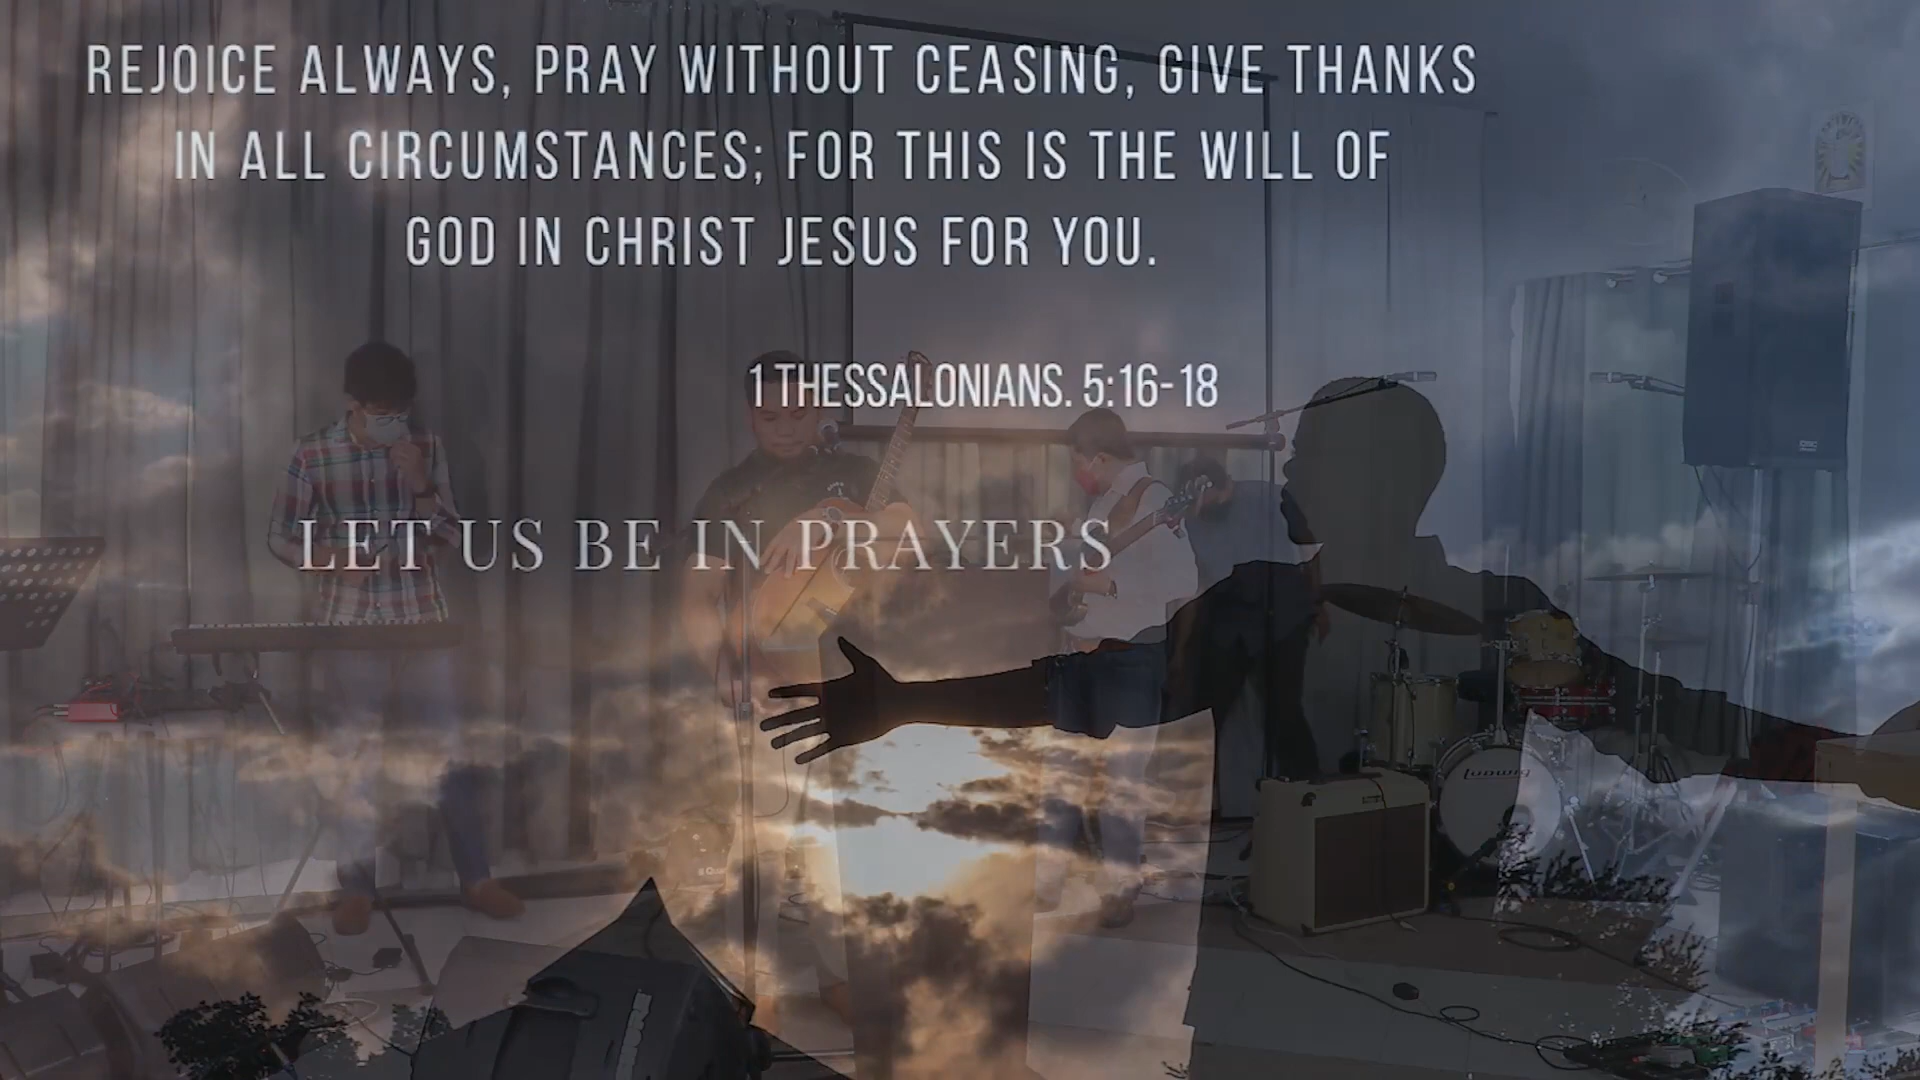 REJOICE ALWAYS, PRAY WITHOUT CEASING, GIVE THANKS
IN ALL CIRCUMSTANCES; FOR THIS IS THE WILL OF
GOD IN CHRIST JESUS FOR YOU.
1 THESSALONIANS. 5:16-18
LET US BE IN PRAYERS
Ludwig